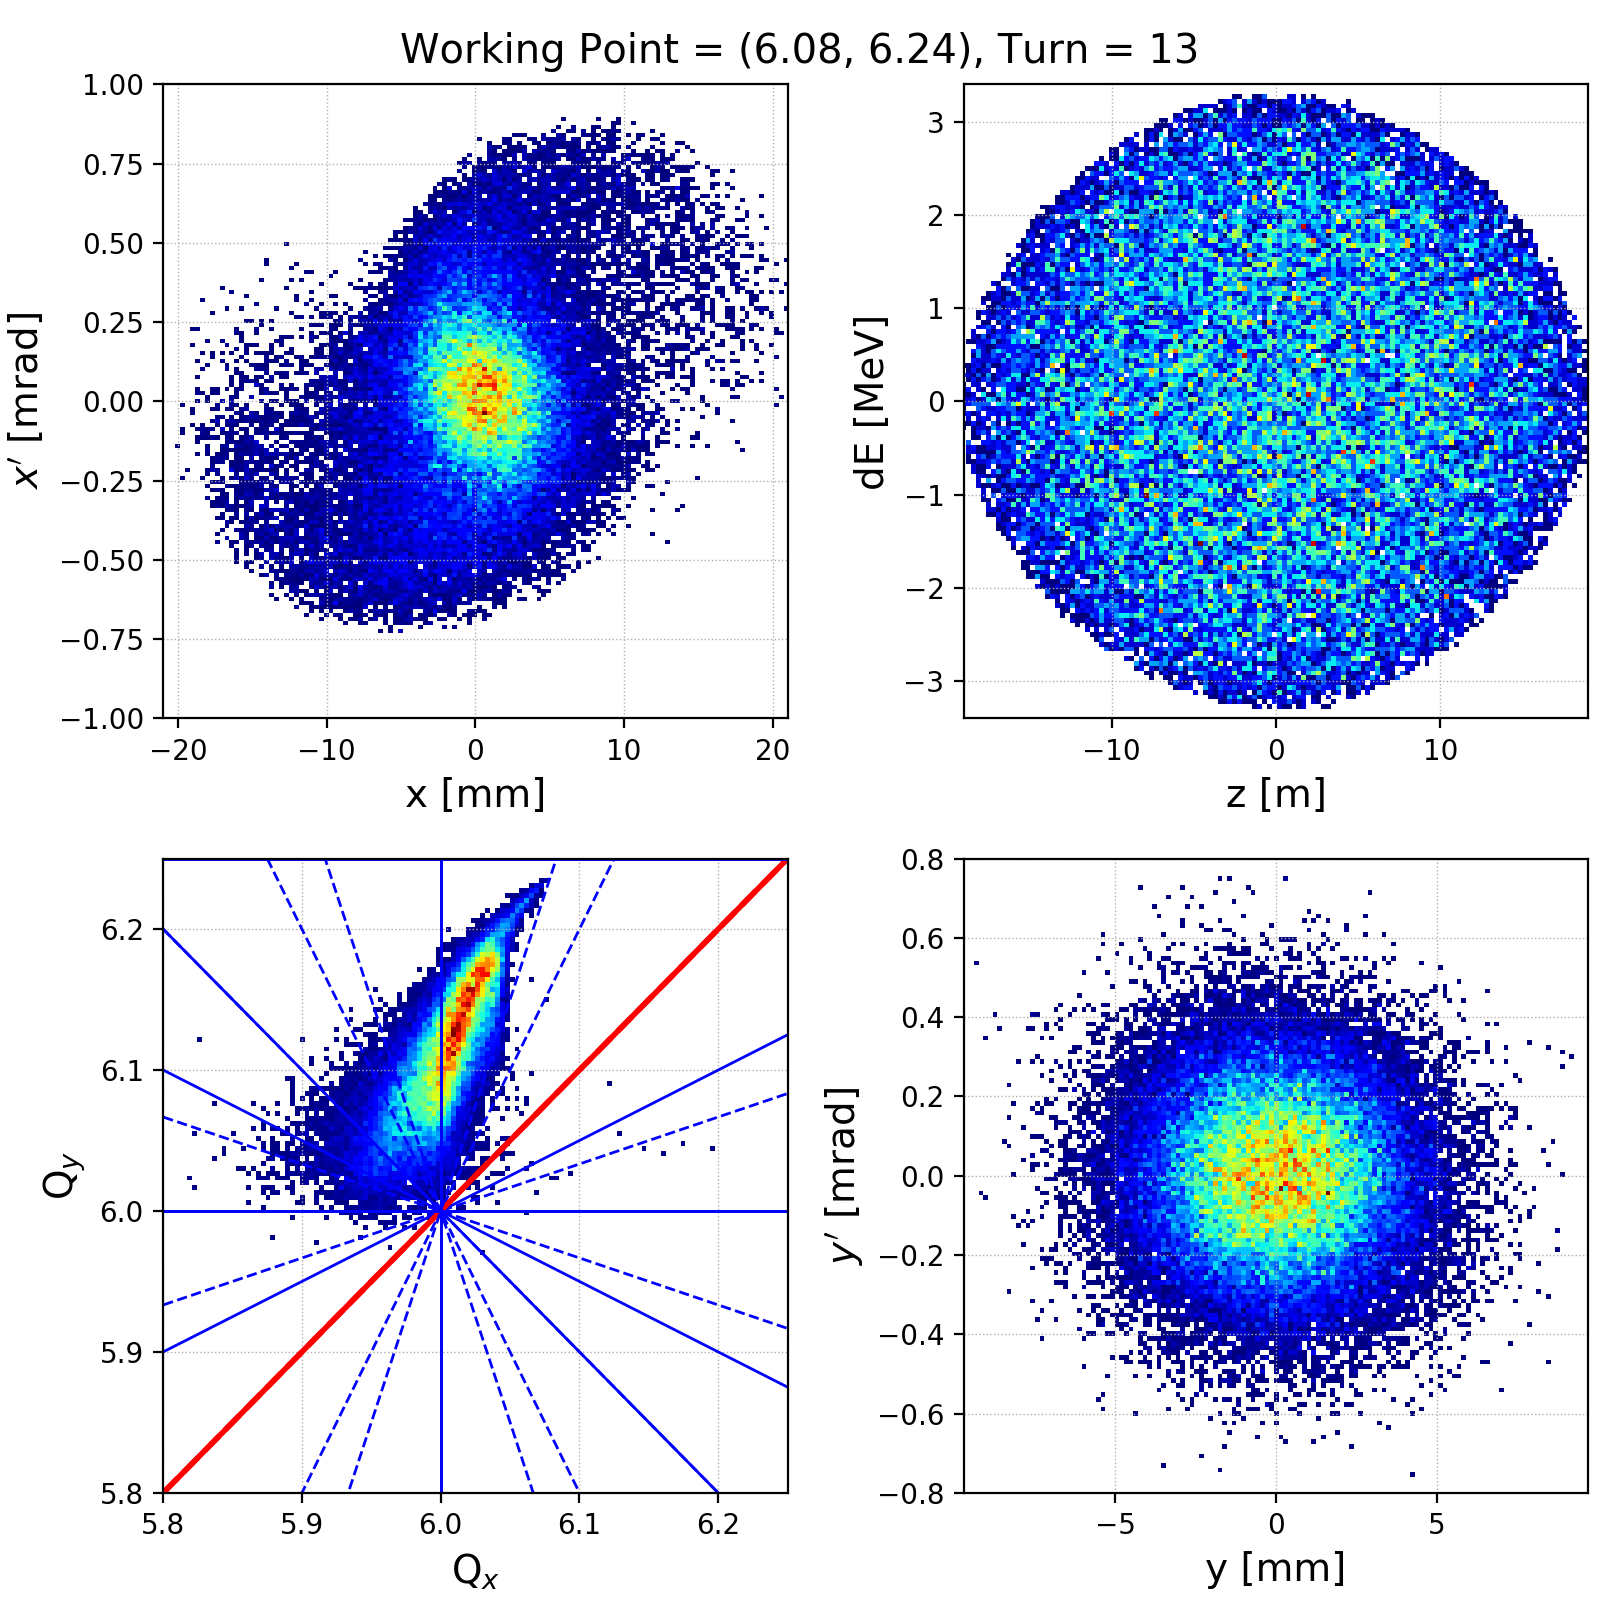 Working Point = (6.08, 6.24), Turn = 13
1.00
0.75
0.50
0.25
0.00
−0.25
−0.50
−0.75
−1.00
x′ [mrad]
−20 −10 0 10 20
x [mm]
3
2
1
0
−1
−2
−3
dE [MeV]
−10 0 10
z [m]
6.2
6.1
6.0
5.9
5.8
Qy
5.8 5.9 6.0 6.1 6.2
Qx
0.8
0.6
0.4
0.2
0.0
−0.2
−0.4
−0.6
−0.8
y′ [mrad]
−5 0 5
y [mm]